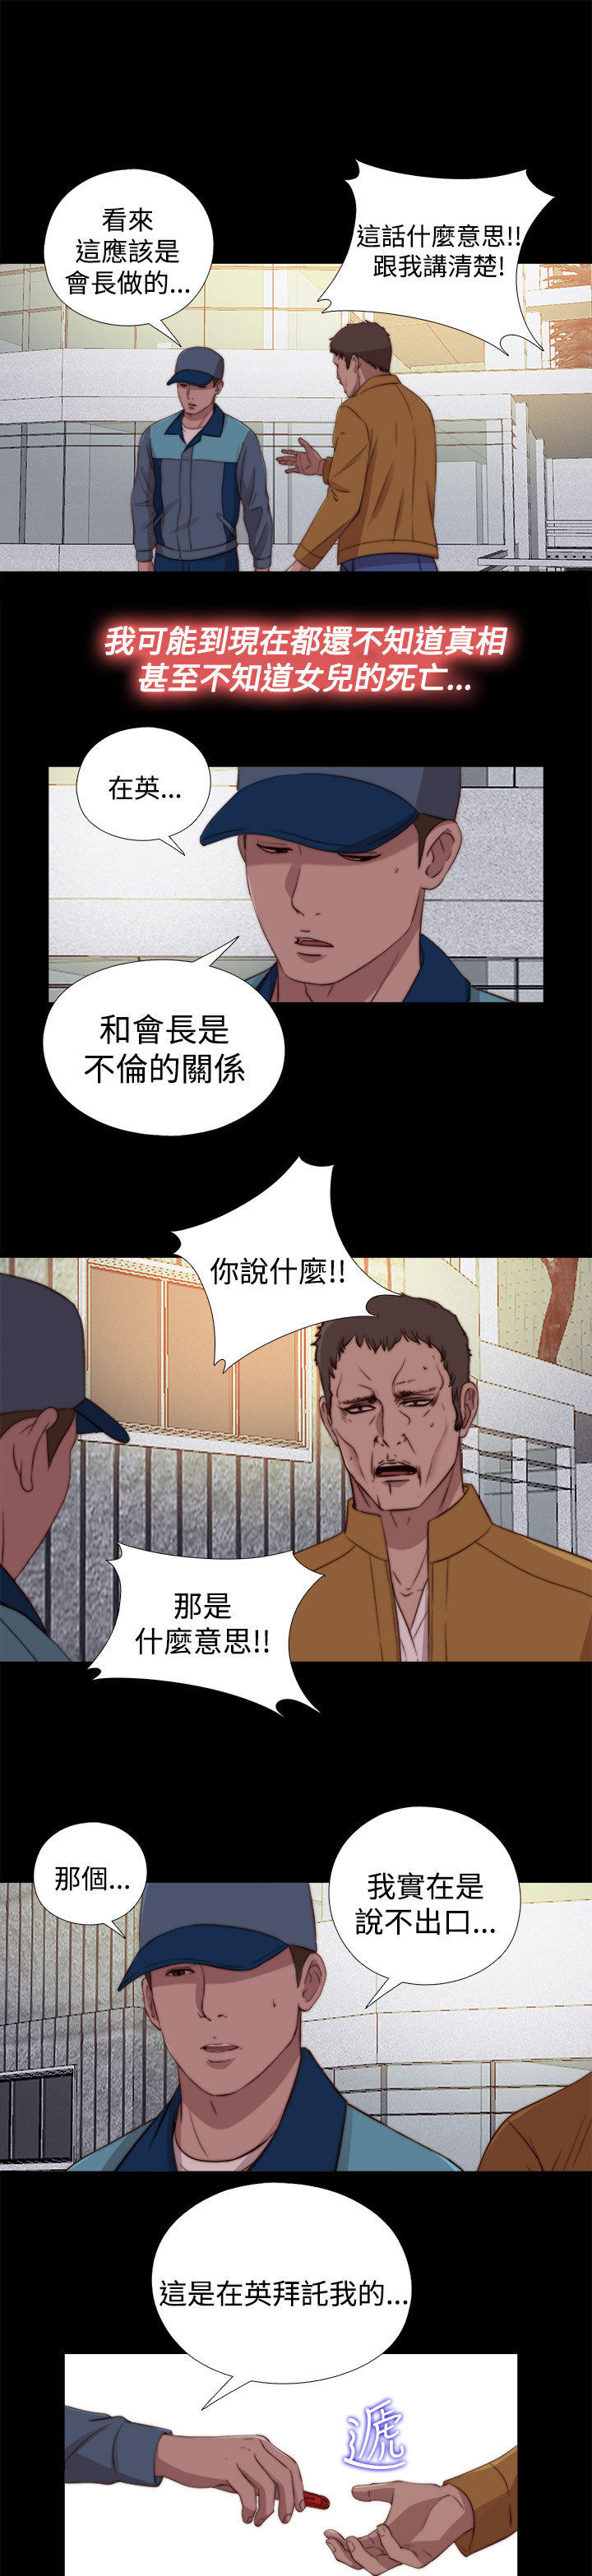 看來
這應該是
會長做的...
這話什麼意思!!
跟我講清楚!
我可能到現在都還不知道真相
甚至不知道女兒的死亡...
在英...
和會長是
不倫的關係
你說什麼!!
那是
什麼意思!!
那個...
我實在是
說不出口...
這是在英拜託我的...
遞